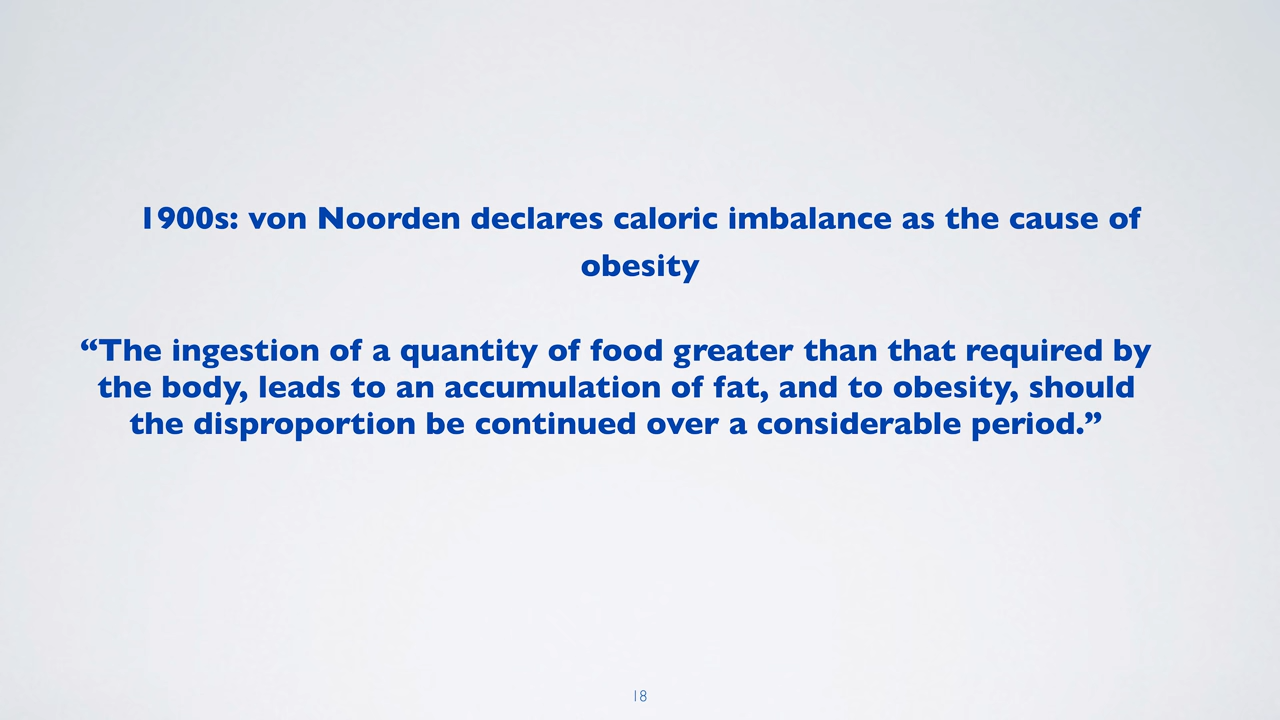 1900s: von Noorden declares caloric imbalance as the cause of
obesity
“The ingestion of a quantity of food greater than that required by
the body, leads to an accumulation of fat, and to obesity, should
the disproportion be continued over a considerable period.”
18